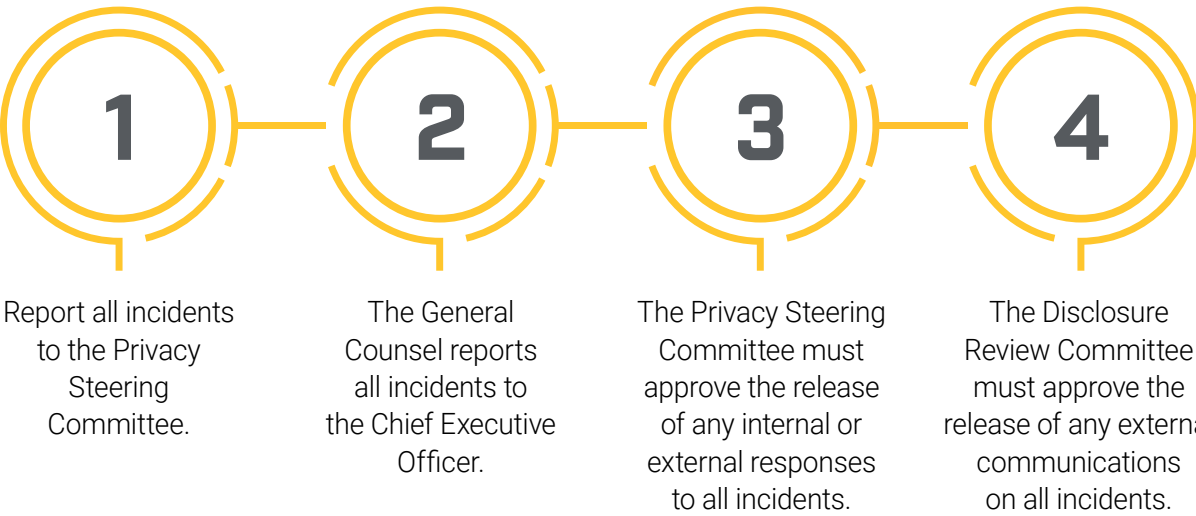 1
2
3
4
Report all incidents
to the Privacy
Steering
Committee.
The General
Counsel reports
all incidents to
the Chief Executive
Officer.
The Privacy Steering
Committee must
approve the release
of any internal or
external responses
to all incidents.
The Disclosure
Review Committee
must approve the
release of any
communications
on all incidents.